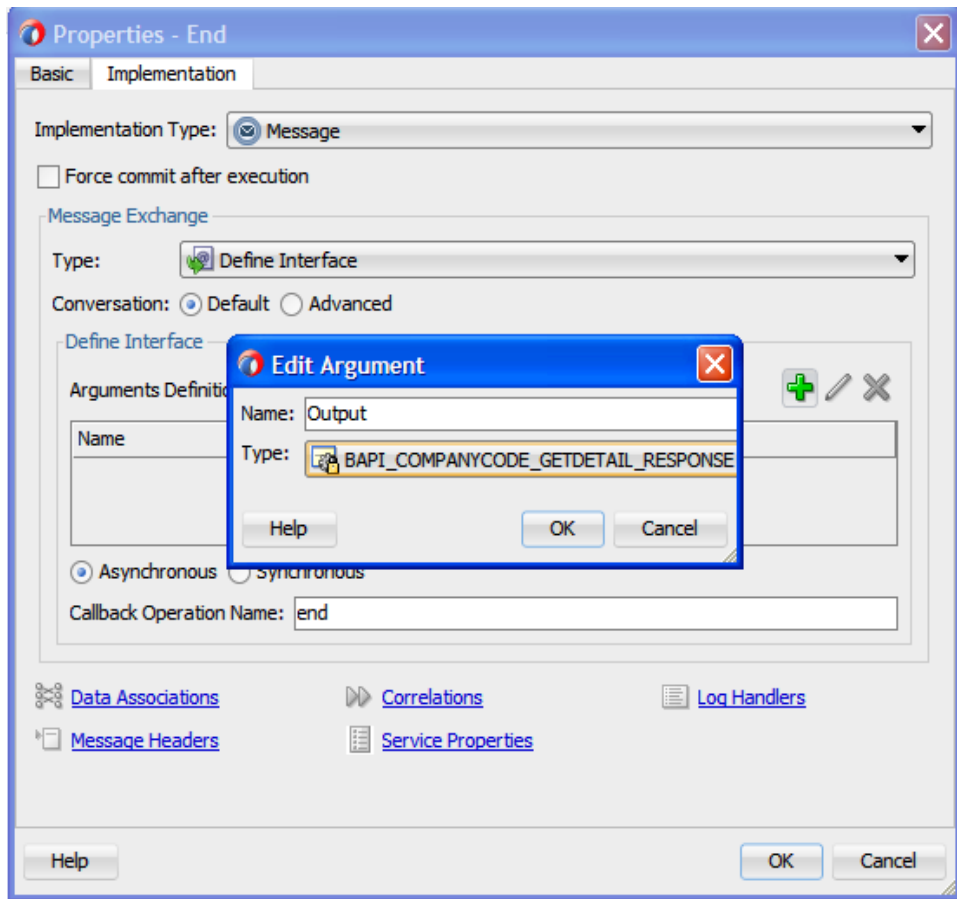 Properties - End
Basic Implementation
Implementation Type: Message
Force commit after execution
Message Exchange
Type: Define Interface
Conversation: Default Advanced
Define Interface
Arguments
Name
Edit Argument
Name: Output
Type: BAPI_COMPANYCODE_GETDETAIL_RESPONSE
Help OK Cancel
Asynchronous Synchronous
Callback Operation Name: end
Data Associations Correlations Log Handlers
Message Headers Service Properties
Help OK Cancel